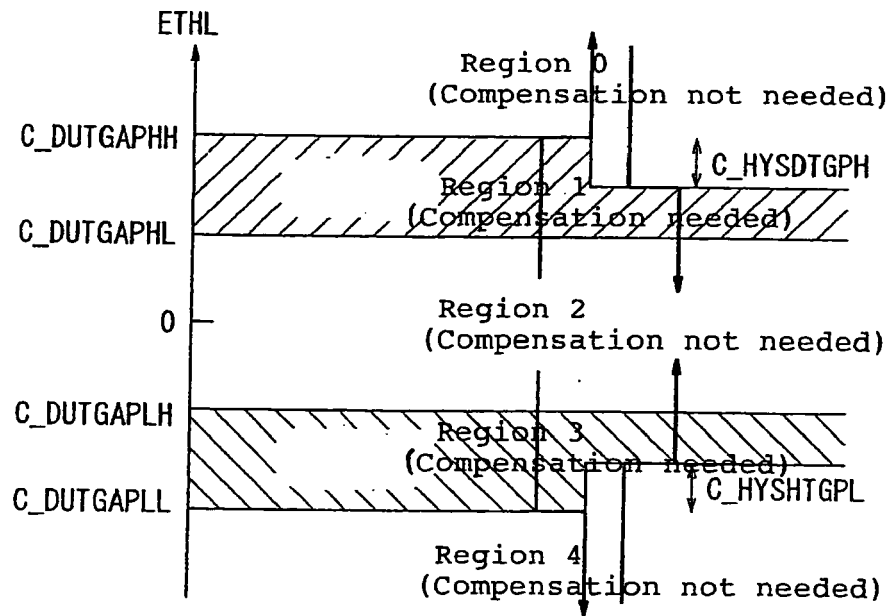 ETHL
Region 0
(Compensation not needed)
C_DUTGAPHH
C_HYSDTGPH
Region 1
(Compensation needed)
C_DUTGAPHL
Region 2
0
(Compensation not needed)
C_DUTGAPLH
Region 3
(Compensation needed)
C_HYSHTGPL
C_DUTGAPLL
Region 4
(Compensation not needed)